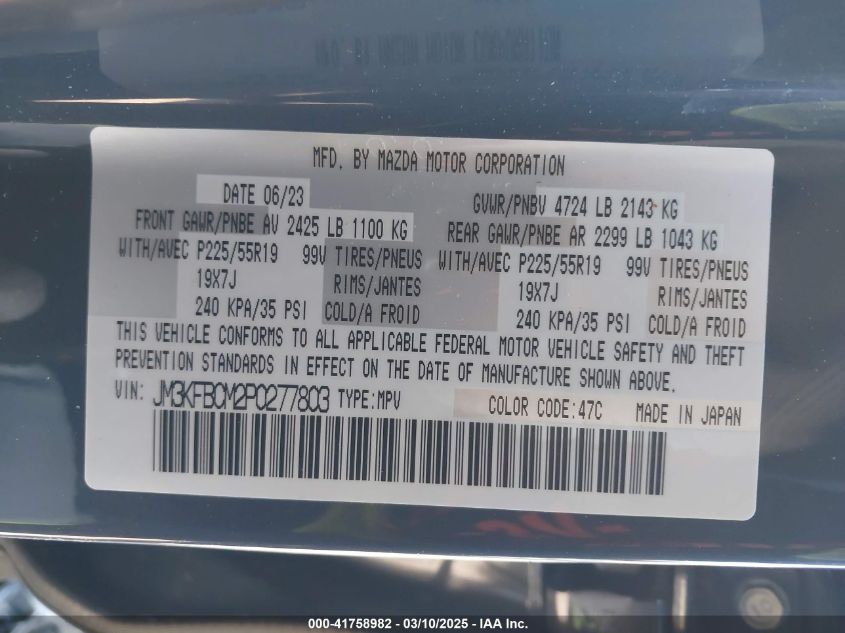 MFD. BY MAZDA MOTOR CORPORATION
DATE 06/23 GVWR/PNBV 4724 LB 2143 KG
FRONT GAWR/PNBE AV 2425 LB 1100 KG REAR GAWR/PNBE AR 2299 LB 1043 KG
WITH/AVEC P225/55R19 99V TIRES/PNEUS WITH/AVEC P225/55R19 99V TIRES/PNEUS
19X7J RIMS/JANTES 19X7J RIMS/JANTES
240 KPA/35 PSI COLD/A FROID 240 KPA/35 PSI COLD/A FROID
THIS VEHICLE CONFORMS TO ALL APPLICABLE FEDERAL MOTOR VEHICLE SAFETY AND THEFT
PREVENTION STANDARDS IN EFFECT ON THE DATE OF MANUFACTURE SHOWN ABOVE.
VIN: JM3KFBCM2P0277803 TYPE:MPV COLOR CODE:47C MADE IN JAPAN
000-41758982 / 03/10/2025 - IAA Inc.